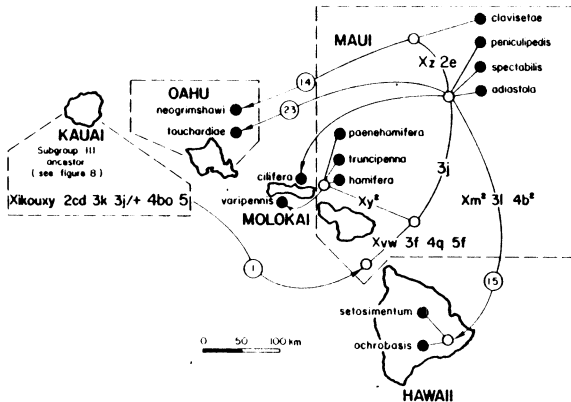 clavisetae
MAUI
peniculipedis
Xz 2e
spectabilis
adiastola
14
OAHU
neogrimshawi
23
touchardiae
KAUAI
Subgroup III
ancestor
(see figure 8)
Xikouxy 2cd 3k 3j/+ 4bo 5
paenehamifera
truncipenna
cilifera
hamifera
varipennis
MOLOKAI
Xy²
3j
Xm² 3l 4b²
Xvw 3f 4q 5f
1
15
setosimentum
ochrobasis
0 50 100 km
HAWAII